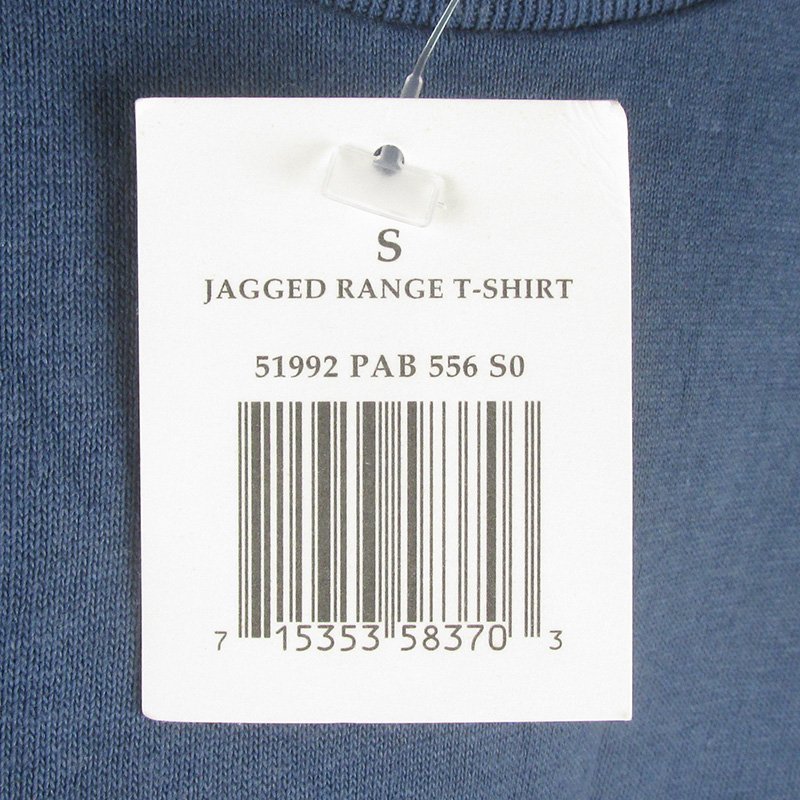 S
JAGGED RANGE T-SHIRT
51992 PAB 556 S0
7 15353 58370 3